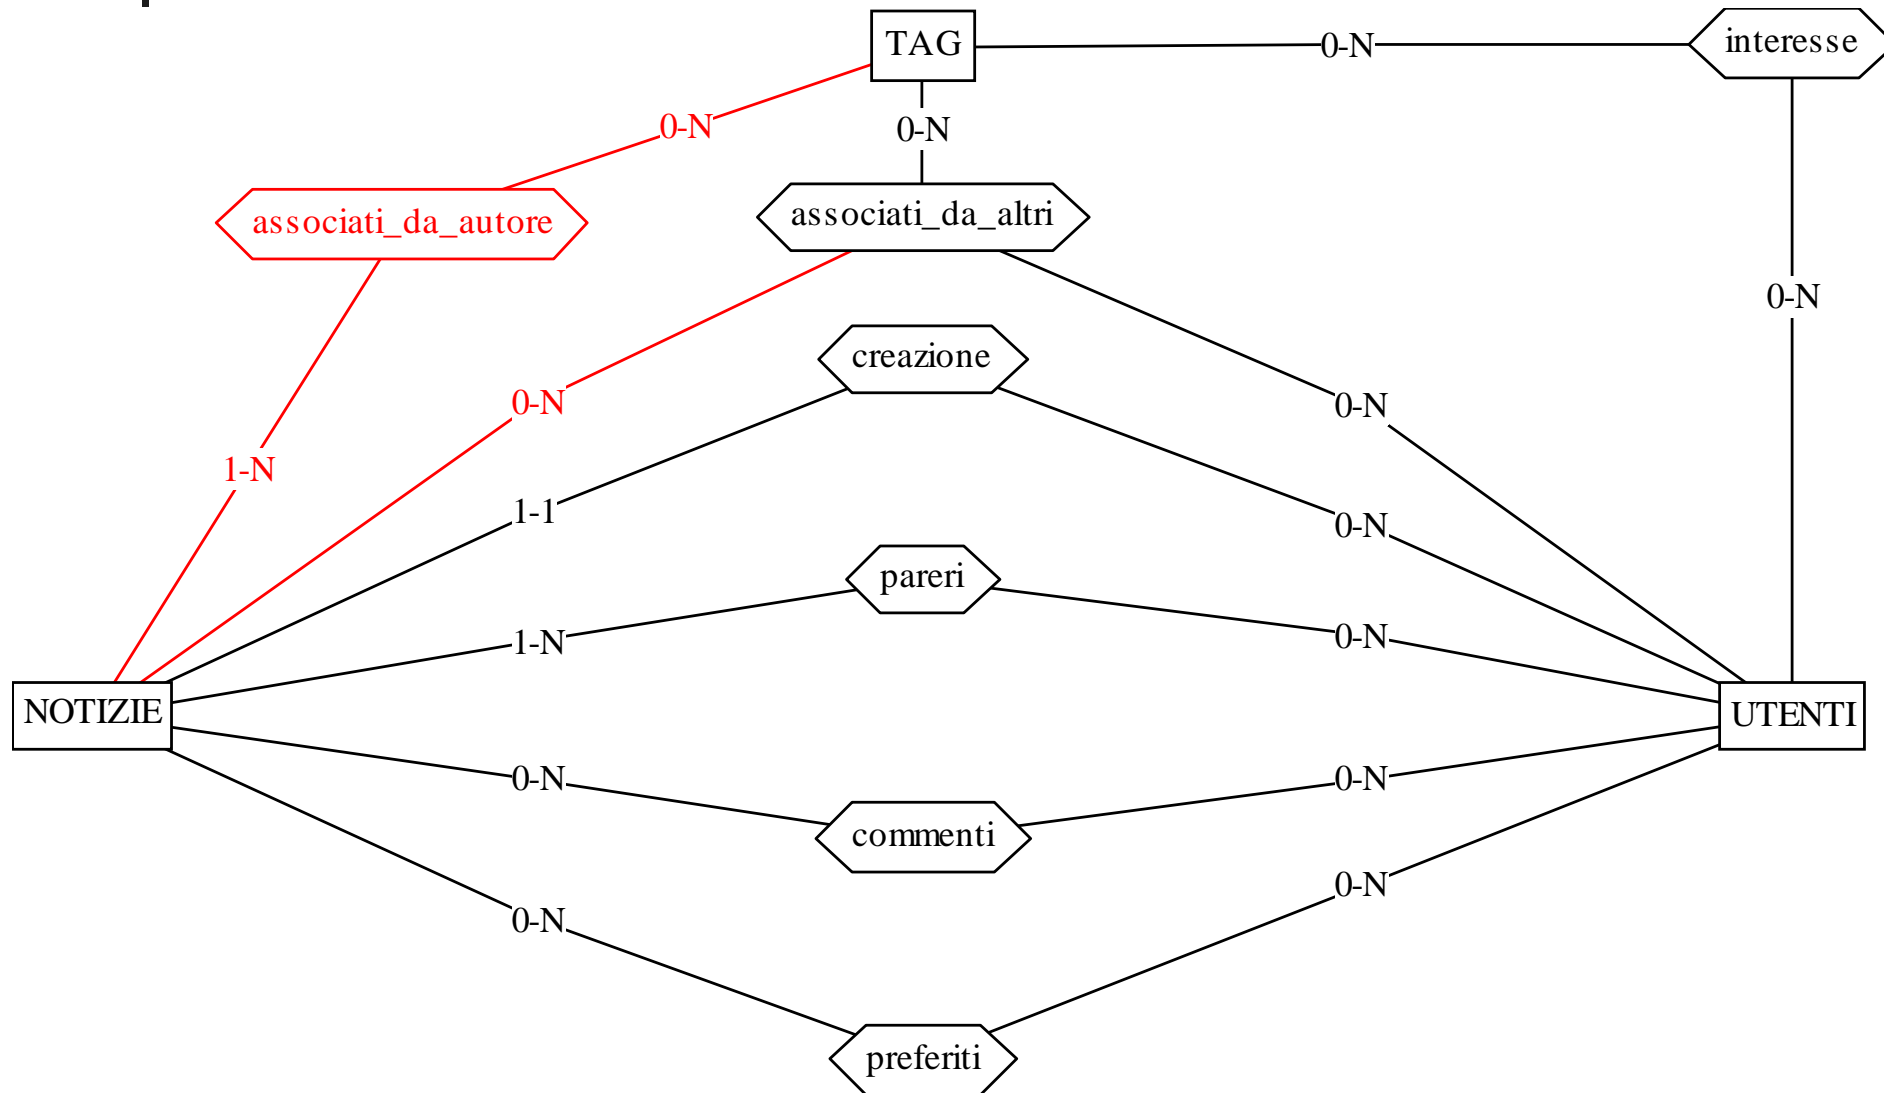 TAG
0-N
interesse
0-N
0-N
associati_da_autore
associati_da_altri
0-N
creazione
0-N
0-N
1-N
1-1
0-N
pareri
1-N
0-N
NOTIZIE
UTENTI
0-N
0-N
commenti
0-N
0-N
preferiti